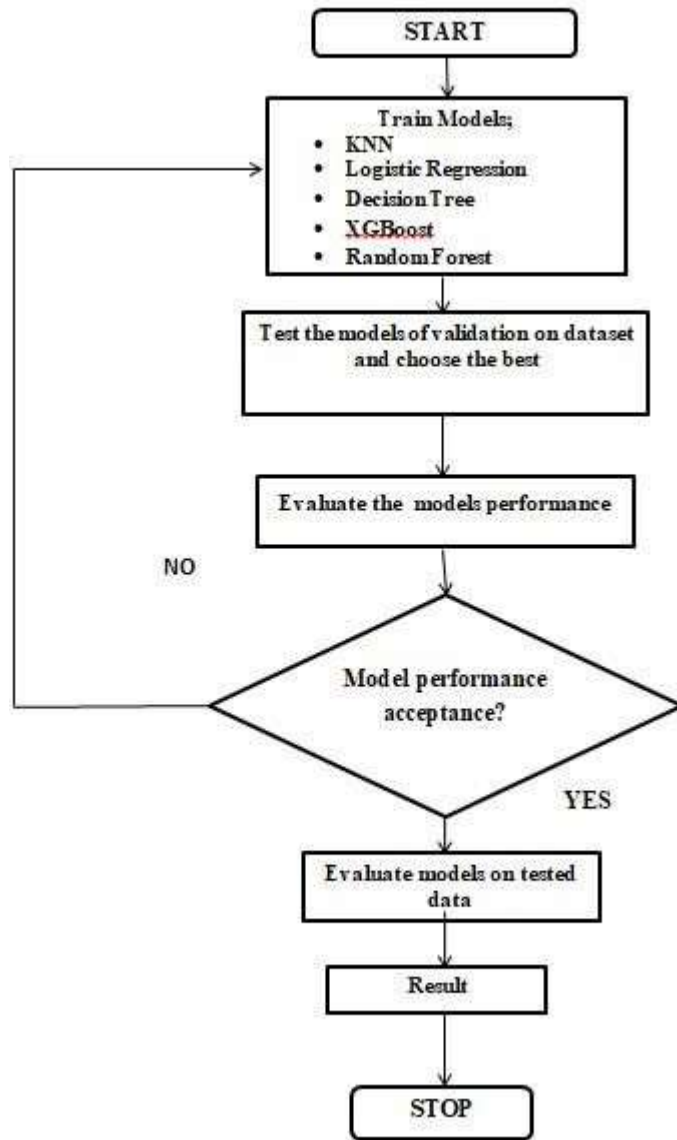 START
Train Models;
• KNN
• Logistic Regression
• Decision Tree
• XGBoost
• Random Forest
Test the models of validation on dataset
and choose the best
Evaluate the models performance
NO
Model performance
acceptance?
YES
Evaluate models on tested
data
Result
STOP